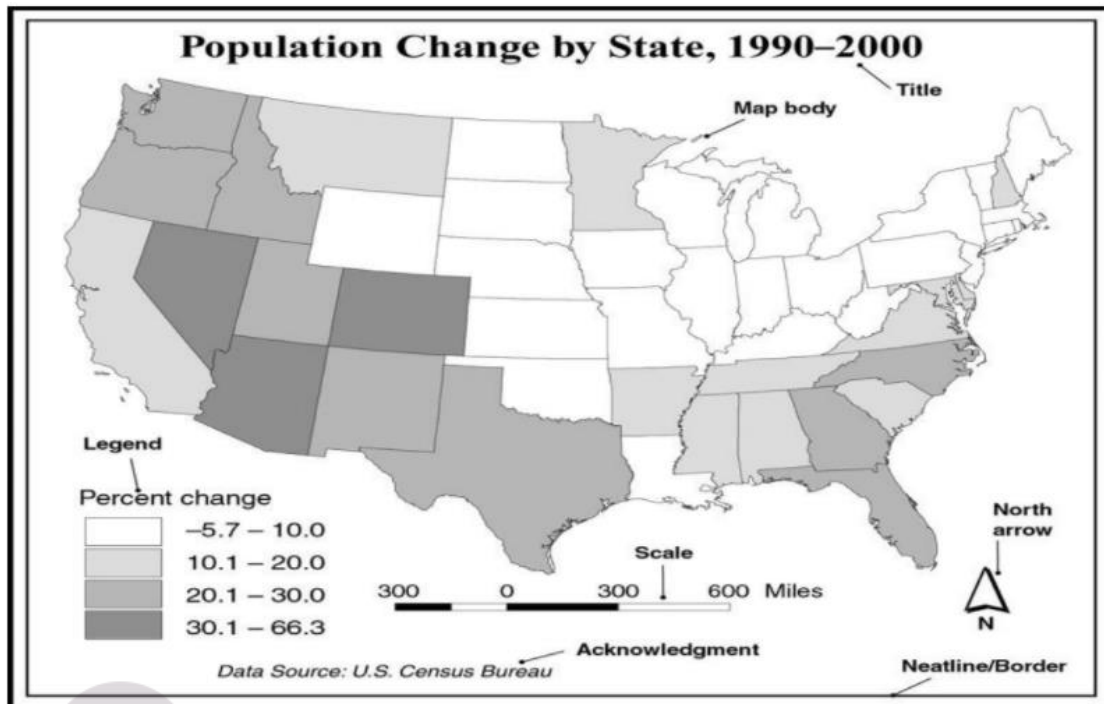 Population Change by State, 1990–2000
Title
Map body
Legend
Percent change
–5.7 – 10.0
10.1 – 20.0
20.1 – 30.0
30.1 – 66.3
Scale
300 0 300 600 Miles
North
arrow
N
Acknowledgment
Data Source: U.S. Census Bureau
Neatline/Border